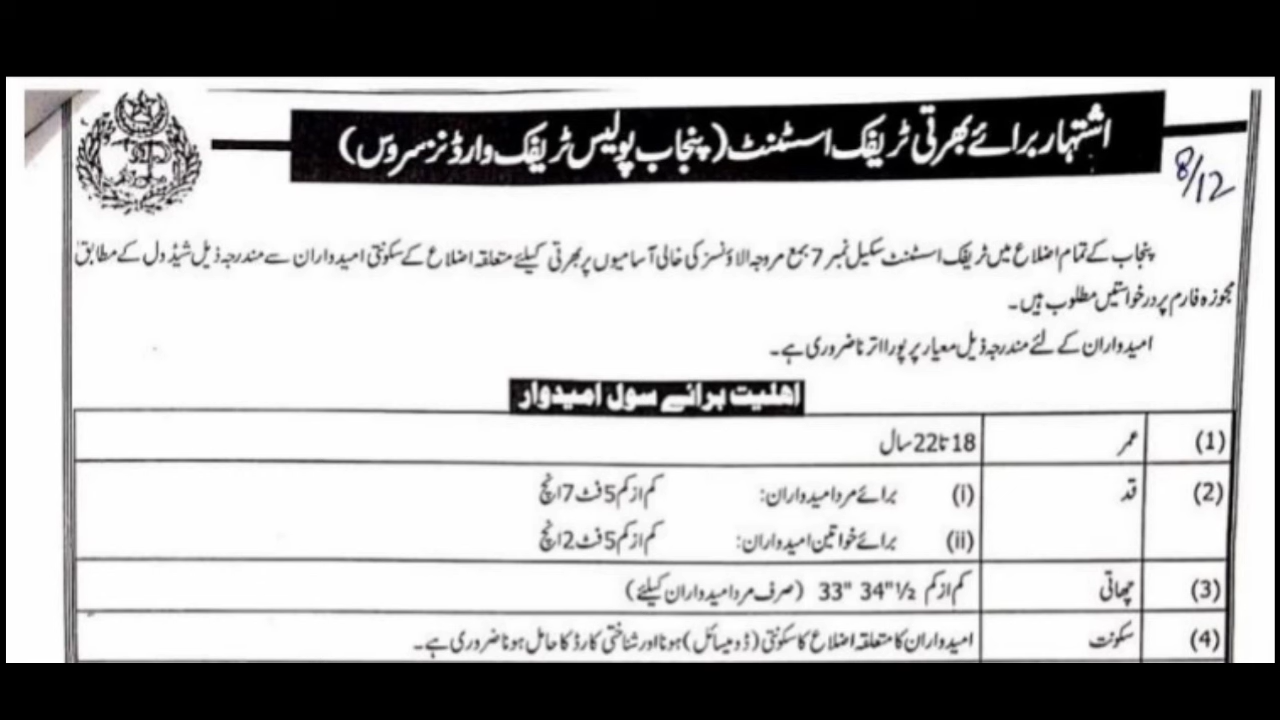 اشتہار برائے بھرتی ٹریفک اسسٹنٹ (پنجاب پولیس ٹریفک وارڈنز سروس)
8/12
پنجاب کے تمام اضلاع میں ٹریفک اسسٹنٹ سکیل نمبر 7 بمع مروجہ الاؤنسز کی خالی آسامیوں پر بھرتی کیلئے متعلقہ اضلاع کے سکونتی امیدواران سے مندرجہ ذیل شیڈول کے مطابق
مجوزہ فارم پر درخواستیں مطلوب ہیں۔
امیدواران کے لئے مندرجہ ذیل معیار پر پورا اترنا ضروری ہے۔
اہلیت برائے سول امیدوار
(1) عمر 18 تا 22 سال
(2) قد (i) برائے مرد امیدواران: کم از کم 5 فٹ 7 انچ
(ii) برائے خواتین امیدواران: کم از کم 5 فٹ 2 انچ
(3) چھاتی کم از کم 33" 34"½ (صرف مرد امیدواران کیلئے)
(4) سکونت امیدواران کا متعلقہ اضلاع کا سکونتی (ڈومیسائل) ہونا اور شناختی کارڈ کا حامل ہونا ضروری ہے۔